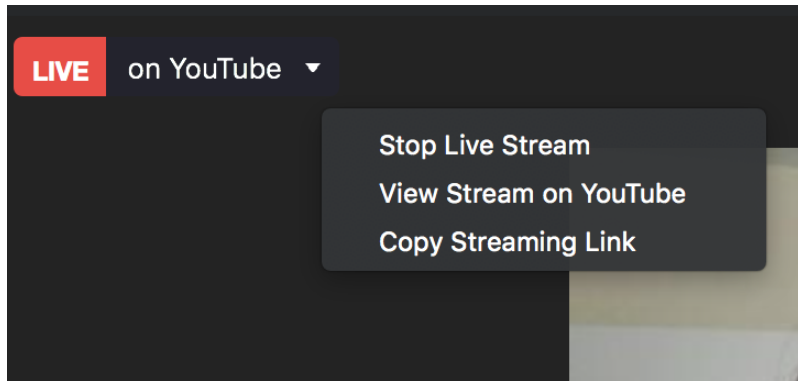 LIVE on YouTube
Stop Live Stream
View Stream on YouTube
Copy Streaming Link